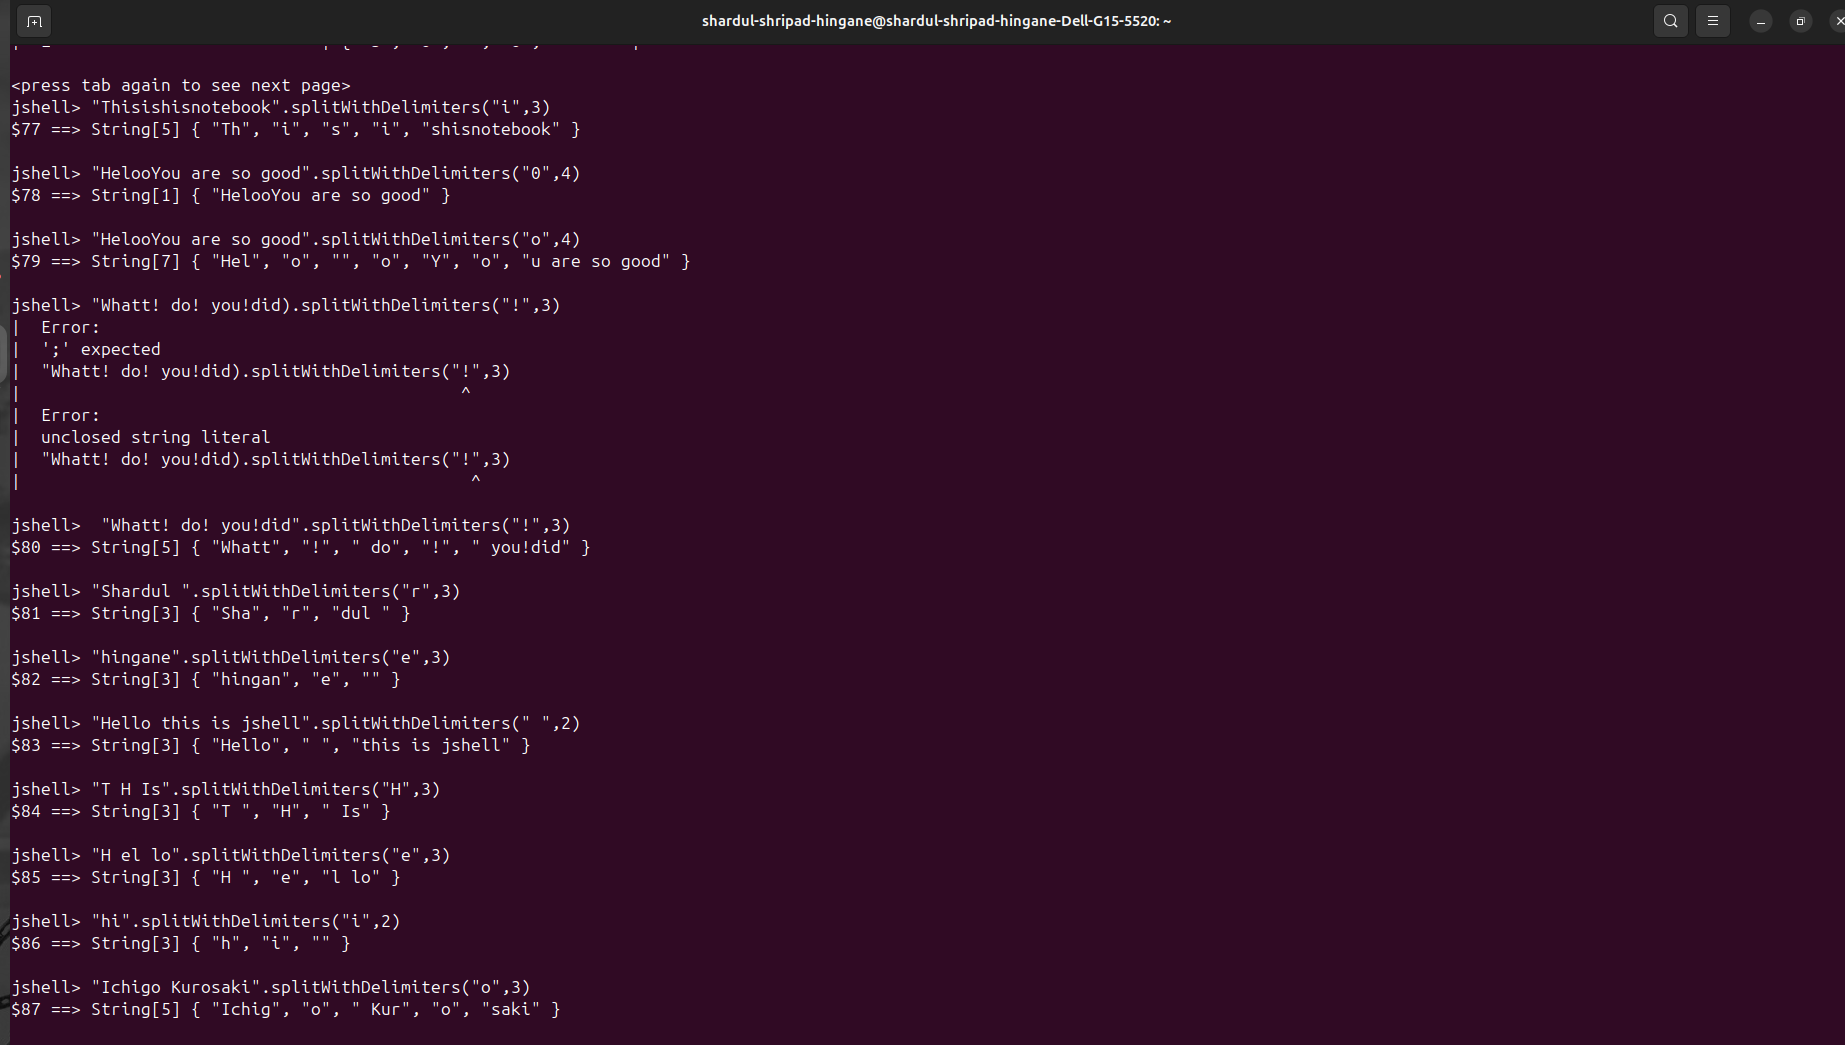 shardul-shripad-hingane@shardul-shripad-hingane-Dell-G15-5520: ~
<press tab again to see next page>
jshell> "Thisishisnotebook".splitWithDelimiters("i",3)
$77 ==> String[5] { "Th", "i", "s", "i", "shisnotebook" }
jshell> "HelooYou are so good".splitWithDelimiters("0",4)
$78 ==> String[1] { "HelooYou are so good" }
jshell> "HelooYou are so good".splitWithDelimiters("o",4)
$79 ==> String[7] { "Hel", "o", "", "o", "Y", "o", "u are so good" }
jshell> "Whatt! do! you!did).splitWithDelimiters("!",3)
|  Error:
|  ';' expected
|  "Whatt! do! you!did).splitWithDelimiters("!",3)
|                                            ^
|  Error:
|  unclosed string literal
|  "Whatt! do! you!did).splitWithDelimiters("!",3)
|                                             ^
jshell>  "Whatt! do! you!did".splitWithDelimiters("!",3)
$80 ==> String[5] { "Whatt", "!", " do", "!", " you!did" }
jshell> "Shardul ".splitWithDelimiters("r",3)
$81 ==> String[3] { "Sha", "r", "dul " }
jshell> "hingane".splitWithDelimiters("e",3)
$82 ==> String[3] { "hingan", "e", "" }
jshell> "Hello this is jshell".splitWithDelimiters(" ",2)
$83 ==> String[3] { "Hello", " ", "this is jshell" }
jshell> "T H Is".splitWithDelimiters("H",3)
$84 ==> String[3] { "T ", "H", " Is" }
jshell> "H el lo".splitWithDelimiters("e",3)
$85 ==> String[3] { "H ", "e", "l lo" }
jshell> "hi".splitWithDelimiters("i",2)
$86 ==> String[3] { "h", "i", "" }
jshell> "Ichigo Kurosaki".splitWithDelimiters("o",3)
$87 ==> String[5] { "Ichig", "o", " Kur", "o", "saki" }